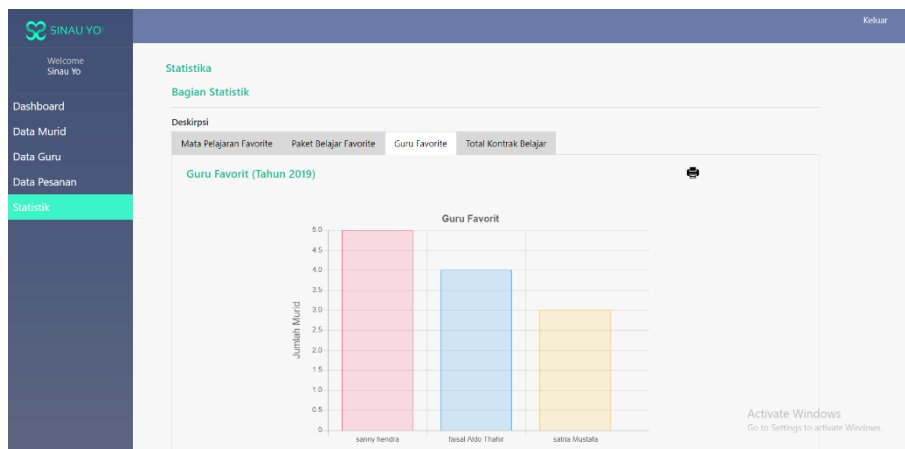 SINAU YO!
Keluar
Welcome
Sinau Yo
Dashboard
Data Murid
Data Guru
Data Pesanan
Statistik
Statistika
Bagian Statistik
Deskirpsi
Mata Pelajaran Favorite
Paket Belajar Favorite
Guru Favorite
Total Kontrak Belajar
Guru Favorit (Tahun 2019)
Guru Favorit
Jumlah Murid
5.0
4.5
4.0
3.5
3.0
2.5
2.0
1.5
1.0
0.5
0
sanny hendra
faisal Aldo Thahir
satria Mustafa
Activate Windows
Go to Settings to activate Windows.